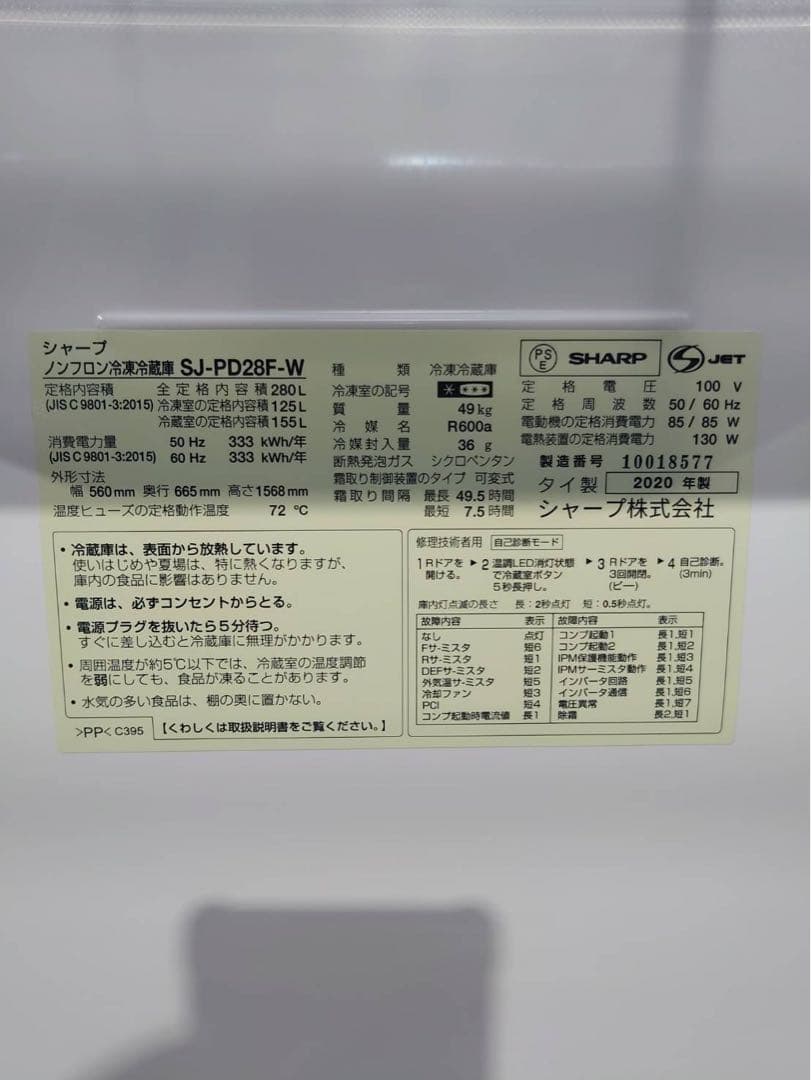 シャープ
ノンフロン冷凍冷蔵庫 SJ-PD28F-W
定格内容積 全定格内容積 280L
(JIS C 9801-3:2015) 冷凍室の定格内容積 125L
冷蔵室の定格内容積 155L
消費電力量 50 Hz 333 kWh/年
(JIS C 9801-3:2015) 60 Hz 333 kWh/年
外形寸法
幅 560mm 奥行 665mm 高さ1568mm
温度ヒューズの定格動作温度 72 ℃
種類 冷凍冷蔵庫
冷凍室の記号 * ***
質量 49kg
冷媒名 R600a
冷媒封入量 36 g
断熱発泡ガス シクロペンタン
霜取り制御装置のタイプ 可変式
霜取り間隔 最長 49.5時間
最短 7.5時間
PS E SHARP S JET
定格電圧 100 V
定格周波数 50/60 Hz
電動機の定格消費電力 85/85 W
電熱装置の定格消費電力 130 W
製造番号 10018577
タイ製 2020 年製
シャープ株式会社
・冷蔵庫は、表面から放熱しています。
使いはじめや夏場は、特に熱くなりますが、
庫内の食品に影響はありません。
・電源は、必ずコンセントからとる。
・電源プラグを抜いたら5分待つ。
すぐに差し込むと冷蔵庫に無理がかかります。
・周囲温度が約5℃以下では、冷蔵室の温度調節
を弱にしても、食品が凍ることがあります。
・水気の多い食品は、棚の奥に置かない。
>PP< C395 【くわしくは取扱説明書をご覧ください。】
修理技術者用 自己診断モード
1 Rドアを開ける。 ▶ 2 温調LED消灯状態で冷蔵室ボタン5秒長押し。 ▶ 3 Rドアを3回開閉。(ピー) ▶ 4 自己診断。(3min)
庫内灯点滅の長さ 長:2秒点灯 短:0.5秒点灯。
故障内容 表示 故障内容 表示
なし 点灯 コンプ起動1 長1,短1
Fサーミスタ 短6 コンプ起動2 長1,短2
Rサーミスタ 短1 IPM保護機能動作 長1,短3
DEFサーミスタ 短2 IPMサーミスタ動作 長1,短4
外気温サーミスタ 短5 インバータ回路 長1,短5
冷却ファン 短3 インバータ通信 長1,短6
PCI 短4 電圧異常 長1,短7
コンプ起動時電流値 長1 除霜 長2,短1